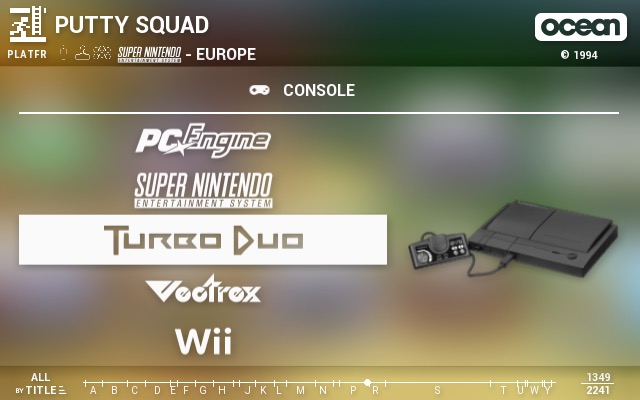 PUTTY SQUAD
ocean
PLATFR
SUPER NINTENDO
ENTERTAINMENT SYSTEM
- EUROPE
© 1994
CONSOLE
PC Engine
SUPER NINTENDO
ENTERTAINMENT SYSTEM
TURBO DUO
Vectrex
Wii
ALL
BY TITLE
A B C D E F G H J K L M N P R S T U W Y
1349
2241